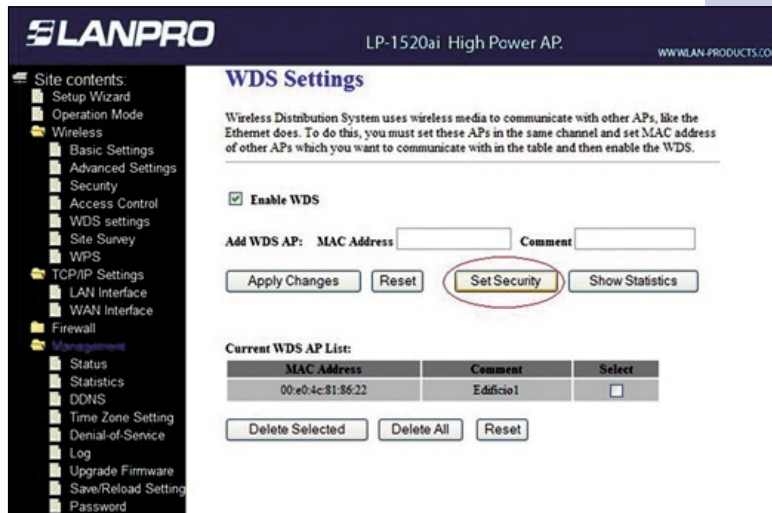 LANPRO
LP-1520ai High Power AP.
WWW.LAN-PRODUCTS.CO
Site contents:
Setup Wizard
Operation Mode
Wireless
Basic Settings
Advanced Settings
Security
Access Control
WDS settings
Site Survey
WPS
TCP/IP Settings
LAN Interface
WAN Interface
Firewall
Management
Status
Statistics
DDNS
Time Zone Setting
Denial-of-Service
Log
Upgrade Firmware
Save/Reload Setting
Password
WDS Settings
Wireless Distribution System uses wireless media to communicate with other APs, like the
Ethernet does. To do this, you must set these APs in the same channel and set MAC address
of other APs which you want to communicate with in the table and then enable the WDS.
Enable WDS
Add WDS AP: MAC Address Comment
Apply Changes Reset Set Security Show Statistics
Current WDS AP List:
MAC Address Comment Select
00:e0:4c:81:86:22 Edificio1
Delete Selected Delete All Reset